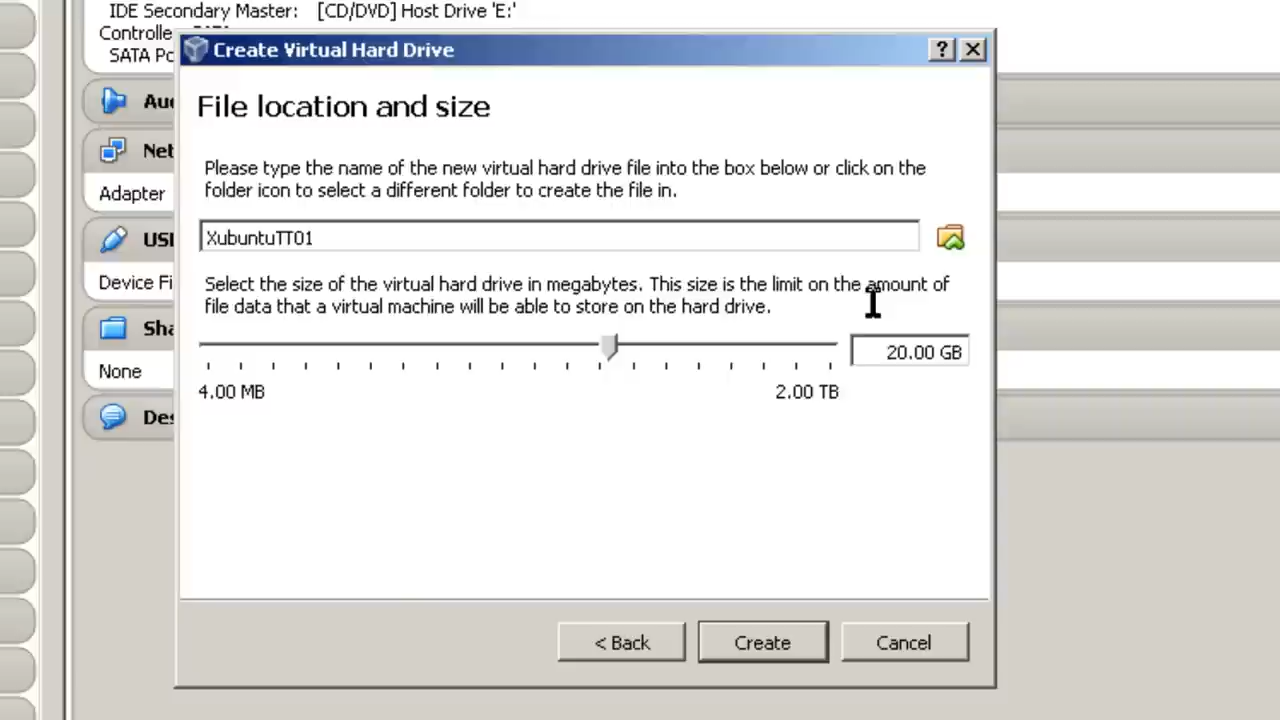 IDE Secondary Master: [CD/DVD] Host Drive 'E:'
Controlle
SATA Po
Create Virtual Hard Drive
File location and size
Please type the name of the new virtual hard drive file into the box below or click on the
folder icon to select a different folder to create the file in.
XubuntuTT01
Select the size of the virtual hard drive in megabytes. This size is the limit on the amount of
file data that a virtual machine will be able to store on the hard drive.
20.00 GB
4.00 MB 2.00 TB
< Back Create Cancel
Au
Net
Adapter
USI
Device Fi
Sha
None
Des